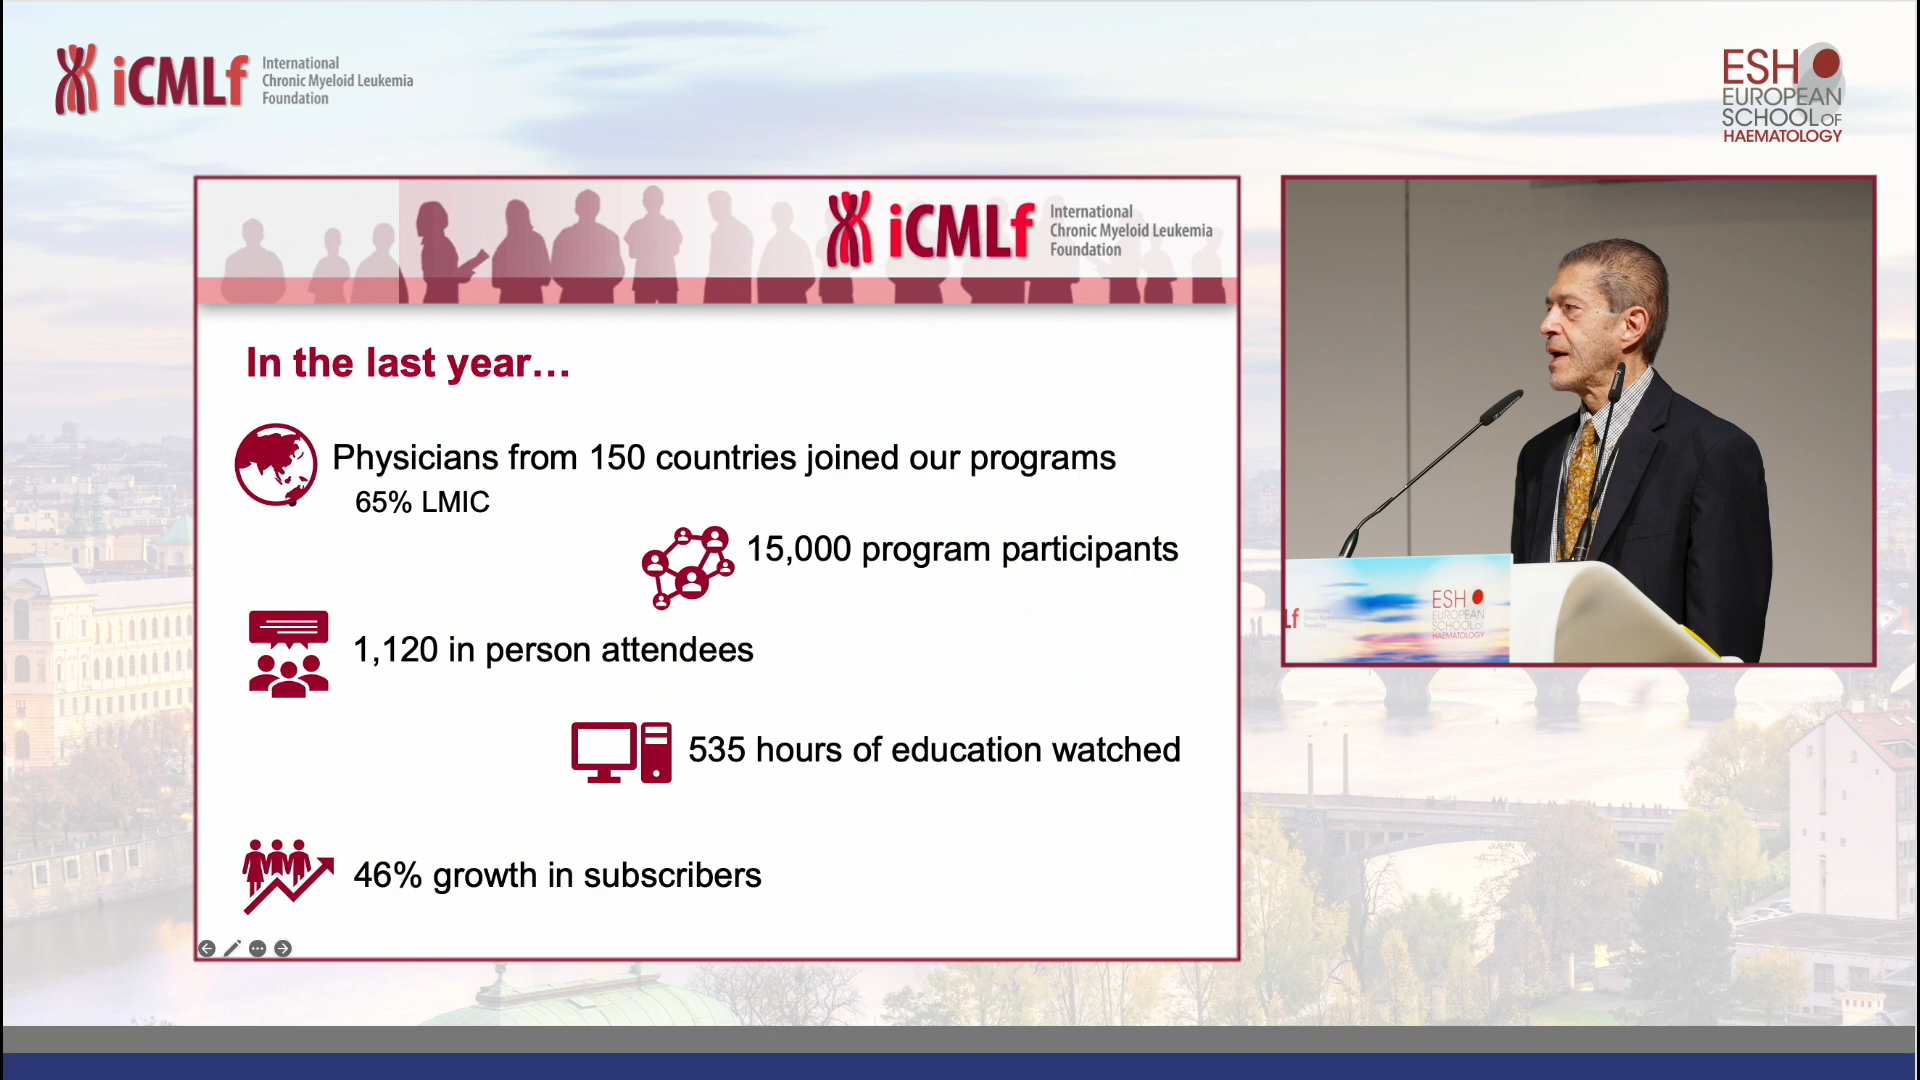 iCMLf
International
Chronic Myeloid Leukemia
Foundation
ESH
EUROPEAN
SCHOOL OF
HAEMATOLOGY
iCMLf
International
Chronic Myeloid Leukemia
Foundation
In the last year...
Physicians from 150 countries joined our programs
65% LMIC
15,000 program participants
1,120 in person attendees
535 hours of education watched
46% growth in subscribers
Lf
ESH
EUROPEAN
SCHOOL OF
HAEMATOLOGY